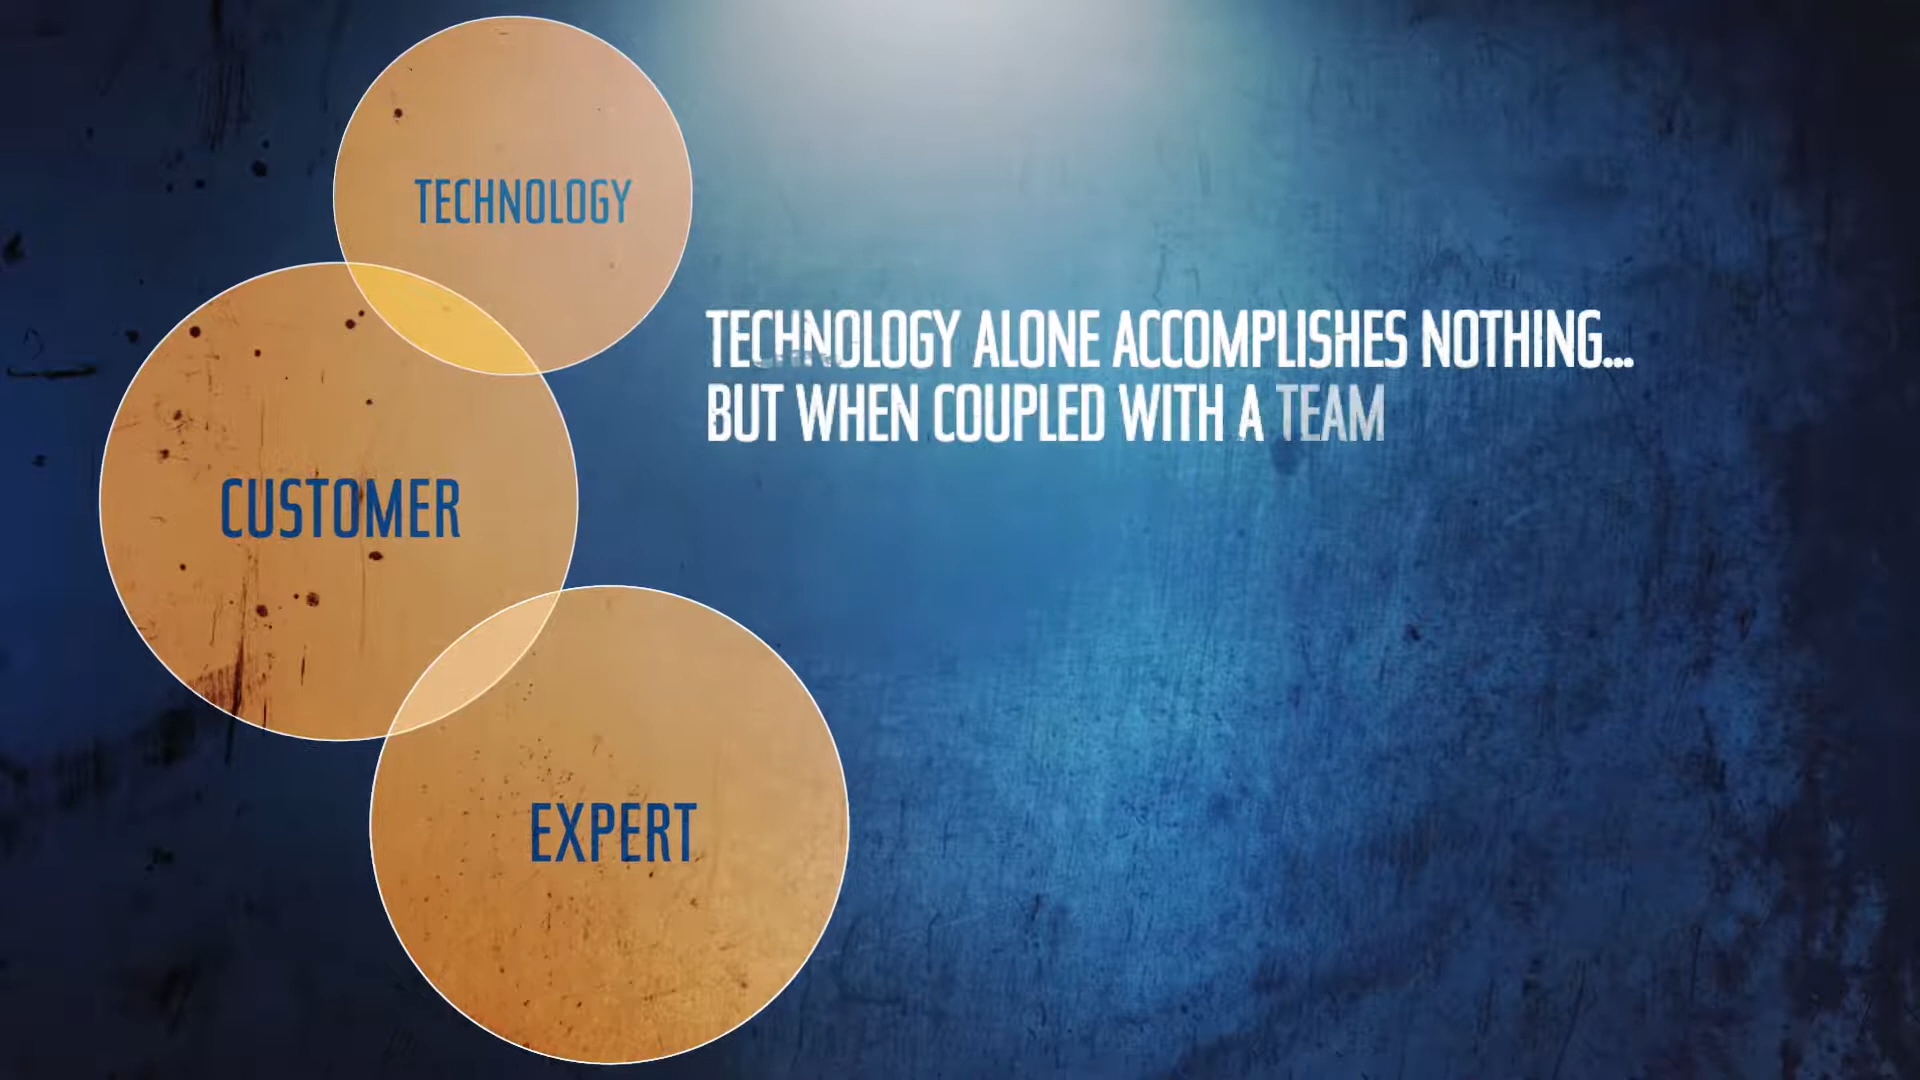 TECHNOLOGY
CUSTOMER
EXPERT
TECHNOLOGY ALONE ACCOMPLISHES NOTHING...
BUT WHEN COUPLED WITH A TEAM